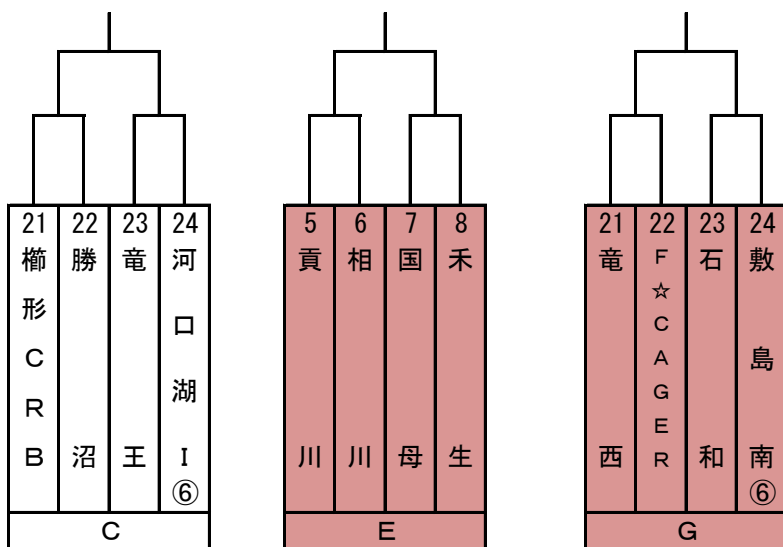 21
櫛形CRB
22
勝沼
23
竜王
24
河口湖I⑥
C
5
貢川
6
相川
7
国母
8
禾生
E
21
竜西
22
F☆CAGER
23
石和
24
敷島南⑥
G